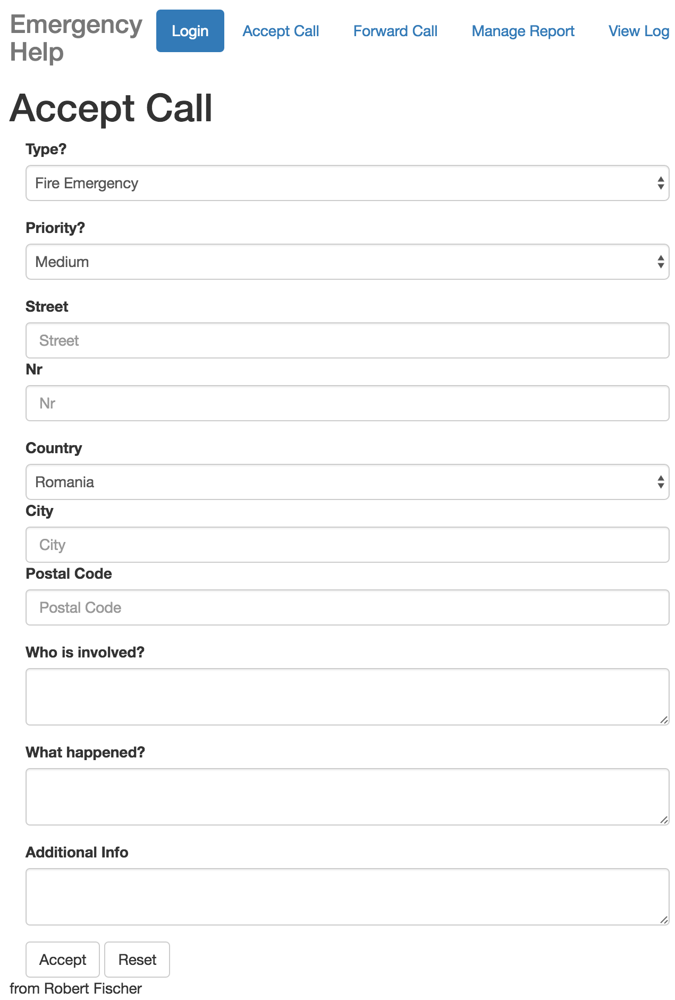 Emergency Help
Login
Accept Call
Forward Call
Manage Report
View Log
Accept Call
Type?
Fire Emergency
Priority?
Medium
Street
Street
Nr
Nr
Country
Romania
City
City
Postal Code
Postal Code
Who is involved?
What happened?
Additional Info
Accept
Reset
from Robert Fischer